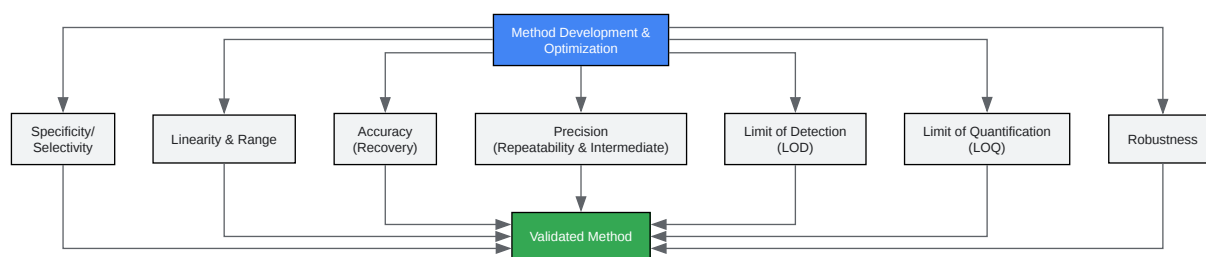 Method Development &
Optimization
Specificity/
Selectivity
Linearity & Range
Accuracy
(Recovery)
Precision
(Repeatability & Intermediate)
Limit of Detection
(LOD)
Limit of Quantification
(LOQ)
Robustness
Validated Method